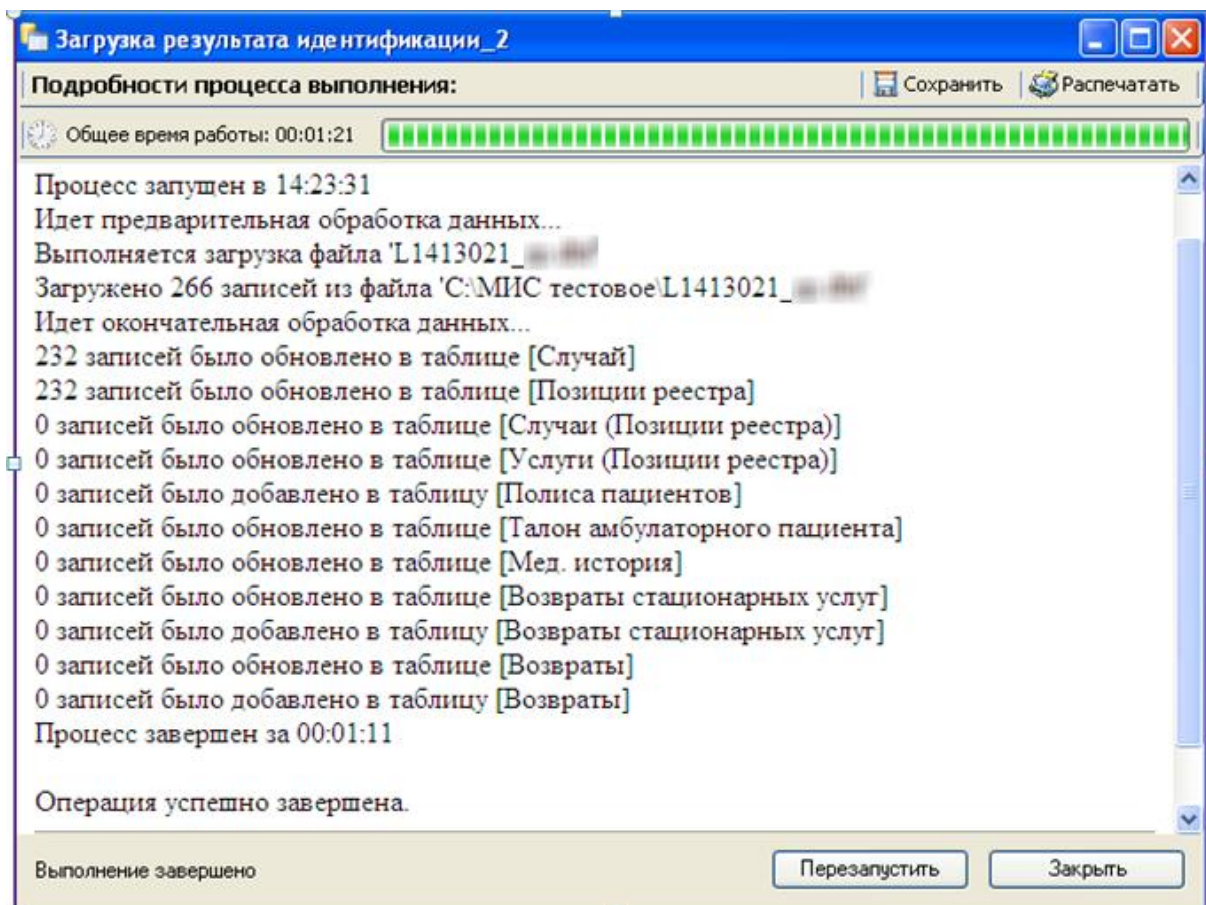 Загрузка результата идентификации_2
Подробности процесса выполнения:
Сохранить
Распечатать
Общее время работы: 00:01:21
Процесс запущен в 14:23:31
Идет предварительная обработка данных...
Выполняется загрузка файла 'L1413021_
Загружено 266 записей из файла 'C:\МИС тестовое\L1413021_
Идет окончательная обработка данных...
232 записей было обновлено в таблице [Случай]
232 записей было обновлено в таблице [Позиции реестра]
0 записей было обновлено в таблице [Случаи (Позиции реестра)]
0 записей было обновлено в таблице [Услуги (Позиции реестра)]
0 записей было добавлено в таблицу [Полиса пациентов]
0 записей было обновлено в таблице [Талон амбулаторного пациента]
0 записей было обновлено в таблице [Мед. история]
0 записей было обновлено в таблице [Возвраты стационарных услуг]
0 записей было добавлено в таблицу [Возвраты стационарных услуг]
0 записей было обновлено в таблице [Возвраты]
0 записей было добавлено в таблицу [Возвраты]
Процесс завершен за 00:01:11
Операция успешно завершена.
Выполнение завершено
Перезапустить
Закрыть